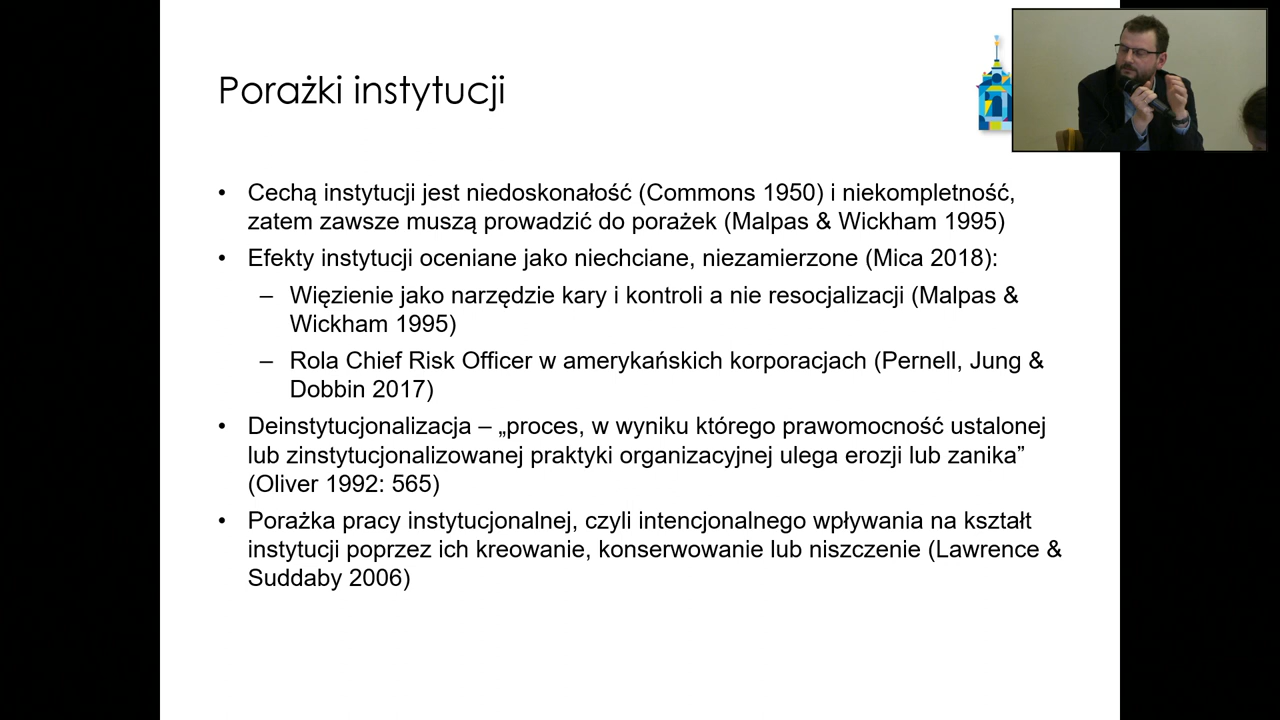 Porażki instytucji
• Cechą instytucji jest niedoskonałość (Commons 1950) i niekompletność,
zatem zawsze muszą prowadzić do porażek (Malpas & Wickham 1995)
• Efekty instytucji oceniane jako niechciane, niezamierzone (Mica 2018):
– Więzienie jako narzędzie kary i kontroli a nie resocjalizacji (Malpas &
Wickham 1995)
– Rola Chief Risk Officer w amerykańskich korporacjach (Pernell, Jung &
Dobbin 2017)
• Deinstytucjonalizacja – „proces, w wyniku którego prawomocność ustalonej
lub zinstytucjonalizowanej praktyki organizacyjnej ulega erozji lub zanika”
(Oliver 1992: 565)
• Porażka pracy instytucjonalnej, czyli intencjonalnego wpływania na kształt
instytucji poprzez ich kreowanie, konserwowanie lub niszczenie (Lawrence &
Suddaby 2006)